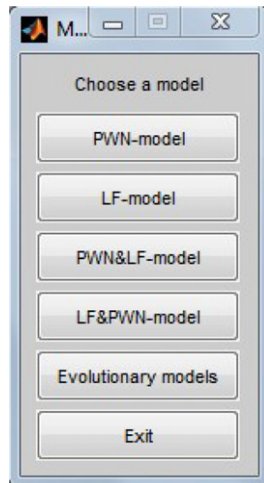 M...
Choose a model
PWN-model
LF-model
PWN&LF-model
LF&PWN-model
Evolutionary models
Exit